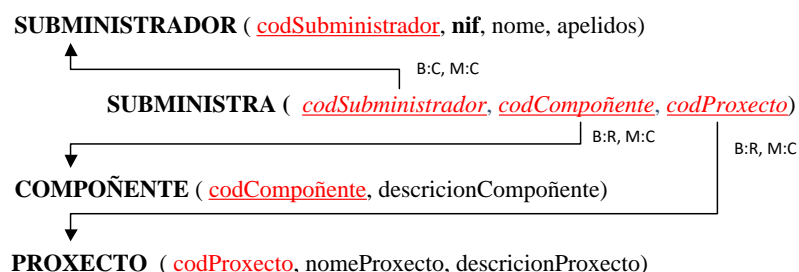 SUBMINISTRADOR ( codSubministrador, nif, nome, apelidos)
B:C, M:C
SUBMINISTRA ( codSubministrador, codCompoñente, codProxecto)
B:R, M:C
B:R, M:C
COMPOÑENTE ( codCompoñente, descricionCompoñente)
PROXECTO ( codProxecto, nomeProxecto, descricionProxecto)